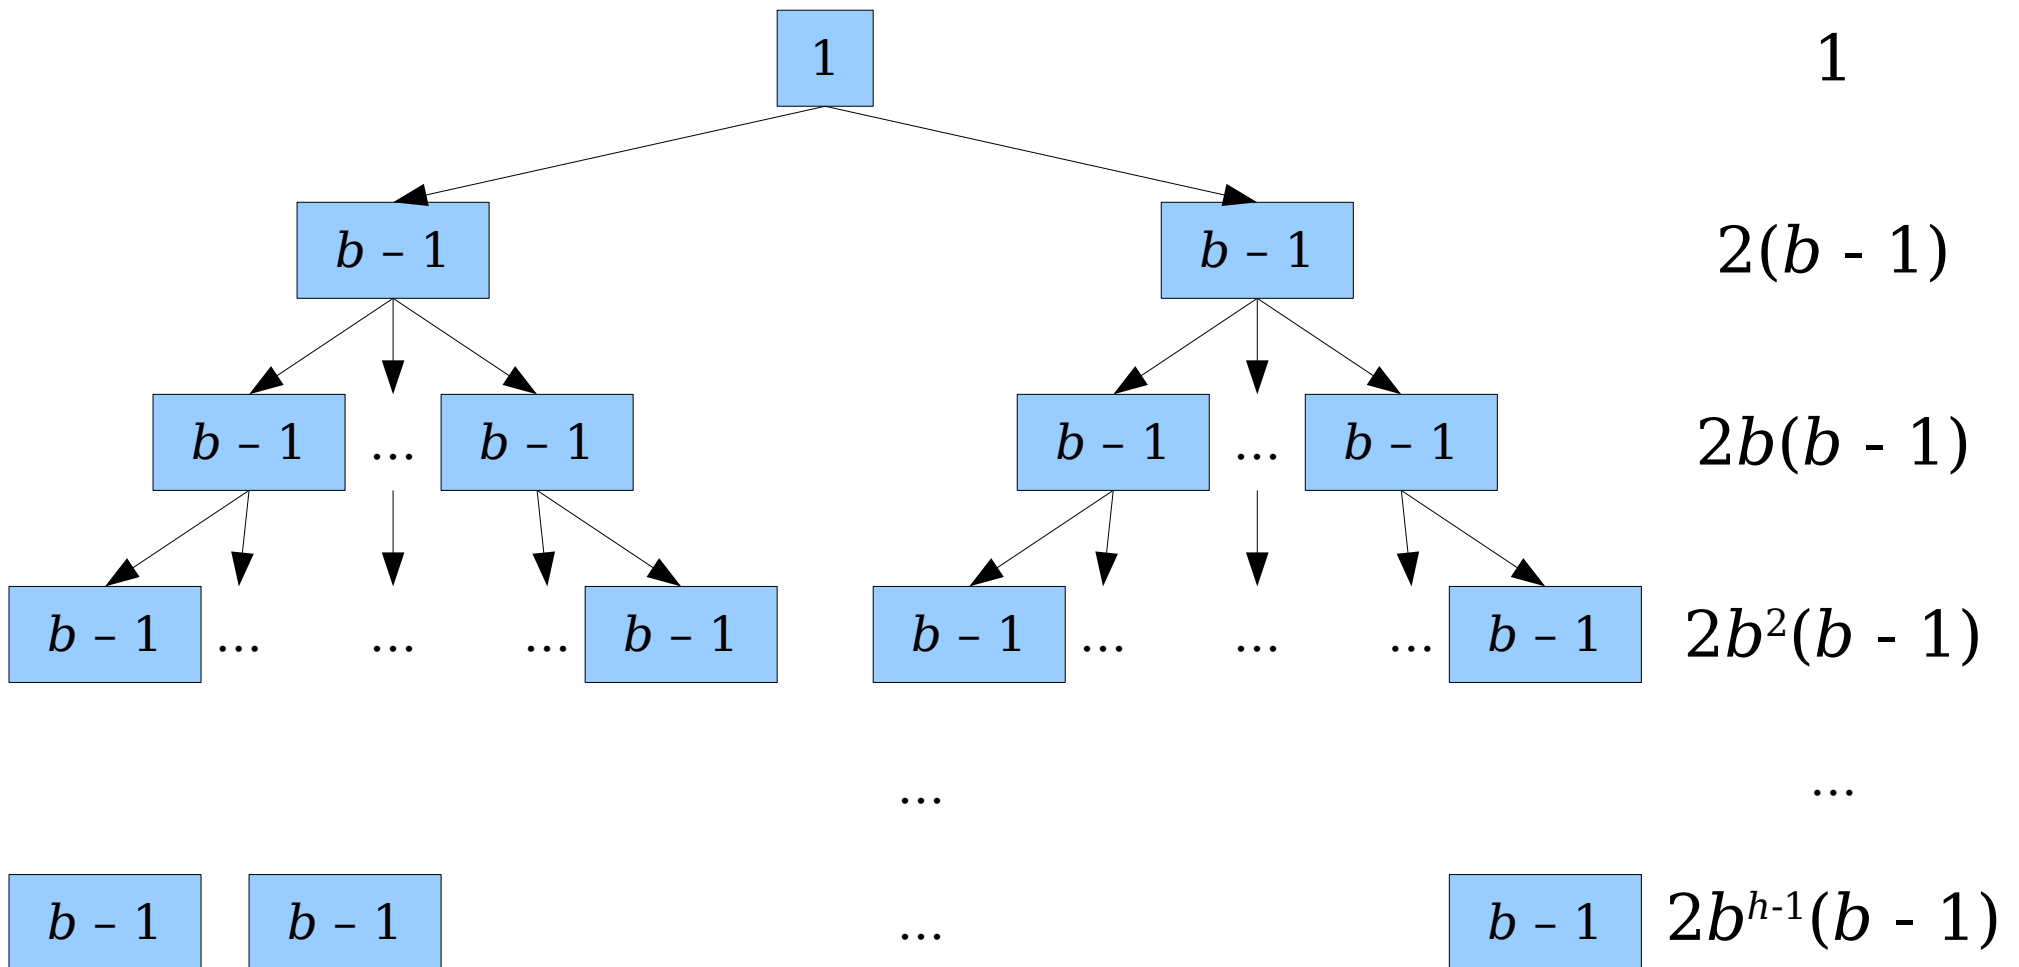 1 1
b – 1 b – 1 2(b - 1)
b – 1 ... b – 1 b – 1 ... b – 1 2b(b - 1)
b – 1 ... ... ... b – 1 b – 1 ... ... ... b – 1 2b²(b - 1)
... ...
b – 1 b – 1 ... b – 1 2bʰ⁻¹(b - 1)